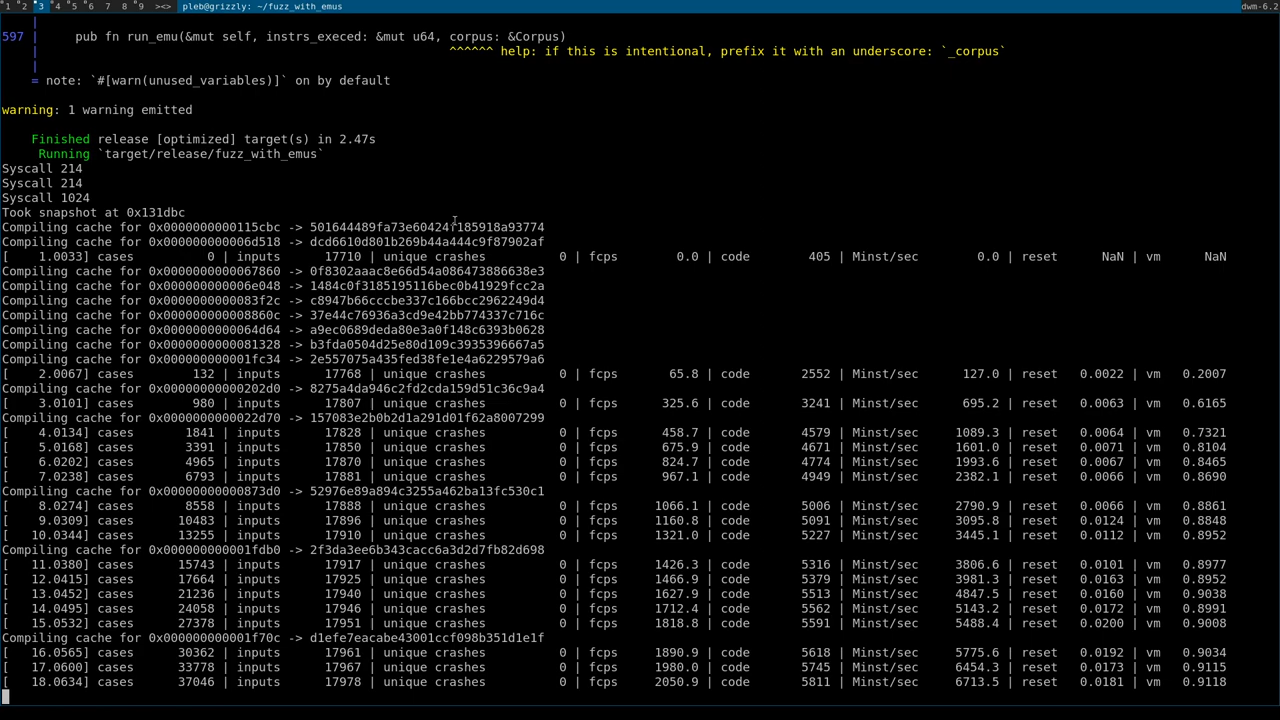 1 2 3 4 5 6 7 8 9 ><> pleb@grizzly: ~/fuzz_with_emus dwm-6.2
|
597 | pub fn run_emu(&mut self, instrs_execed: &mut u64, corpus: &Corpus)
| ^^^^^^ help: if this is intentional, prefix it with an underscore: `_corpus`
|
= note: `#[warn(unused_variables)]` on by default
warning: 1 warning emitted
Finished release [optimized] target(s) in 2.47s
Running `target/release/fuzz_with_emus`
Syscall 214
Syscall 214
Syscall 1024
Took snapshot at 0x131dbc
Compiling cache for 0x0000000000115cbc -> 501644489fa73e60424f185918a93774
Compiling cache for 0x000000000006d518 -> dcd6610d801b269b44a444c9f87902af
[ 1.0033] cases 0 | inputs 17710 | unique crashes 0 | fcps 0.0 | code 405 | Minst/sec 0.0 | reset NaN | vm NaN
Compiling cache for 0x0000000000067860 -> 0f8302aaac8e66d54a086473886638e3
Compiling cache for 0x000000000006e048 -> 1484c0f3185195116bec0b41929fcc2a
Compiling cache for 0x0000000000083f2c -> c8947b66cccbe337c166bcc2962249d4
Compiling cache for 0x000000000008860c -> 37e44c76936a3cd9e42bb774337c716c
Compiling cache for 0x0000000000064d64 -> a9ec0689deda80e3a0f148c6393b0628
Compiling cache for 0x0000000000081328 -> b3fda0504d25e80d109c3935396667a5
Compiling cache for 0x000000000001fc34 -> 2e557075a435fed38fe1e4a6229579a6
[ 2.0067] cases 132 | inputs 17768 | unique crashes 0 | fcps 65.8 | code 2552 | Minst/sec 127.0 | reset 0.0022 | vm 0.2007
Compiling cache for 0x00000000000202d0 -> 8275a4da946c2fd2cda159d51c36c9a4
[ 3.0101] cases 980 | inputs 17807 | unique crashes 0 | fcps 325.6 | code 3241 | Minst/sec 695.2 | reset 0.0063 | vm 0.6165
Compiling cache for 0x0000000000022d70 -> 157083e2b0b2d1a291d01f62a8007299
[ 4.0134] cases 1841 | inputs 17828 | unique crashes 0 | fcps 458.7 | code 4579 | Minst/sec 1089.3 | reset 0.0064 | vm 0.7321
[ 5.0168] cases 3391 | inputs 17850 | unique crashes 0 | fcps 675.9 | code 4671 | Minst/sec 1601.0 | reset 0.0071 | vm 0.8104
[ 6.0202] cases 4965 | inputs 17870 | unique crashes 0 | fcps 824.7 | code 4774 | Minst/sec 1993.6 | reset 0.0067 | vm 0.8465
[ 7.0238] cases 6793 | inputs 17881 | unique crashes 0 | fcps 967.1 | code 4949 | Minst/sec 2382.1 | reset 0.0066 | vm 0.8690
Compiling cache for 0x00000000000873d0 -> 52976e89a894c3255a462ba13fc530c1
[ 8.0274] cases 8558 | inputs 17888 | unique crashes 0 | fcps 1066.1 | code 5006 | Minst/sec 2790.9 | reset 0.0066 | vm 0.8861
[ 9.0309] cases 10483 | inputs 17896 | unique crashes 0 | fcps 1160.8 | code 5091 | Minst/sec 3095.8 | reset 0.0124 | vm 0.8848
[ 10.0344] cases 13255 | inputs 17910 | unique crashes 0 | fcps 1321.0 | code 5227 | Minst/sec 3445.1 | reset 0.0112 | vm 0.8952
Compiling cache for 0x000000000001fdb0 -> 2f3da3ee6b343cacc6a3d2d7fb82d698
[ 11.0380] cases 15743 | inputs 17917 | unique crashes 0 | fcps 1426.3 | code 5316 | Minst/sec 3806.6 | reset 0.0101 | vm 0.8977
[ 12.0415] cases 17664 | inputs 17925 | unique crashes 0 | fcps 1466.9 | code 5379 | Minst/sec 3981.3 | reset 0.0163 | vm 0.8952
[ 13.0452] cases 21236 | inputs 17940 | unique crashes 0 | fcps 1627.9 | code 5513 | Minst/sec 4847.5 | reset 0.0160 | vm 0.9038
[ 14.0495] cases 24058 | inputs 17946 | unique crashes 0 | fcps 1712.4 | code 5562 | Minst/sec 5143.2 | reset 0.0172 | vm 0.8991
[ 15.0532] cases 27378 | inputs 17951 | unique crashes 0 | fcps 1818.8 | code 5591 | Minst/sec 5488.4 | reset 0.0200 | vm 0.9008
Compiling cache for 0x000000000001f70c -> d1efe7eacabe43001ccf098b351d1e1f
[ 16.0565] cases 30362 | inputs 17961 | unique crashes 0 | fcps 1890.9 | code 5618 | Minst/sec 5775.6 | reset 0.0192 | vm 0.9034
[ 17.0600] cases 33778 | inputs 17967 | unique crashes 0 | fcps 1980.0 | code 5745 | Minst/sec 6454.3 | reset 0.0173 | vm 0.9115
[ 18.0634] cases 37046 | inputs 17978 | unique crashes 0 | fcps 2050.9 | code 5811 | Minst/sec 6713.5 | reset 0.0181 | vm 0.9118